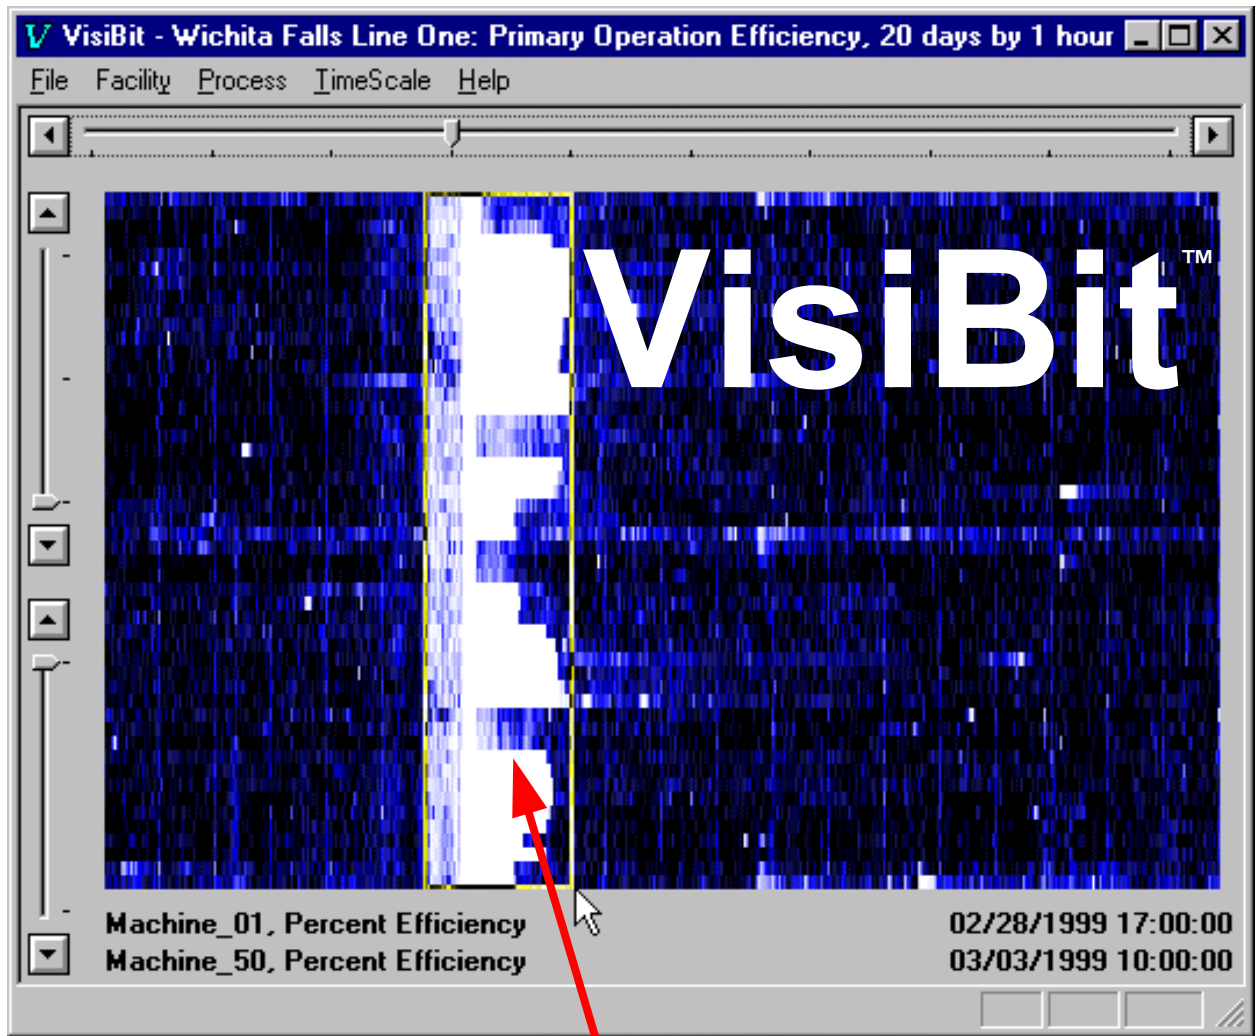 VisiBit - Wichita Falls Line One: Primary Operation Efficiency, 20 days by 1 hour
File Facility Process TimeScale Help
VisiBit™
Machine_01, Percent Efficiency 02/28/1999 17:00:00
Machine_50, Percent Efficiency 03/03/1999 10:00:00